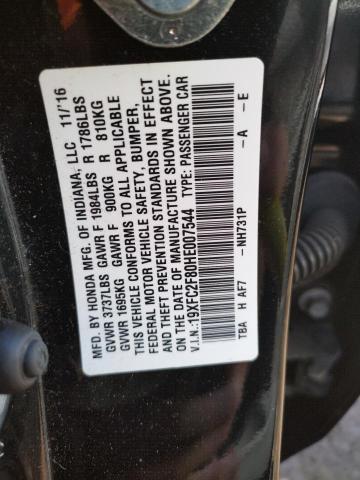 MFD. BY HONDA MFG. OF INDIANA, LLC 11/'16
GVWR 3737LBS GAWR F 1984LBS R 1786LBS
GVWR 1695KG GAWR F 900KG R 810KG
THIS VEHICLE CONFORMS TO ALL APPLICABLE
FEDERAL MOTOR VEHICLE SAFETY, BUMPER,
AND THEFT PREVENTION STANDARDS IN EFFECT
ON THE DATE OF MANUFACTURE SHOWN ABOVE.
V.I.N.:19XFC2F80HE007544 TYPE: PASSENGER CAR
TBA H AF7 -NH731P -A -E